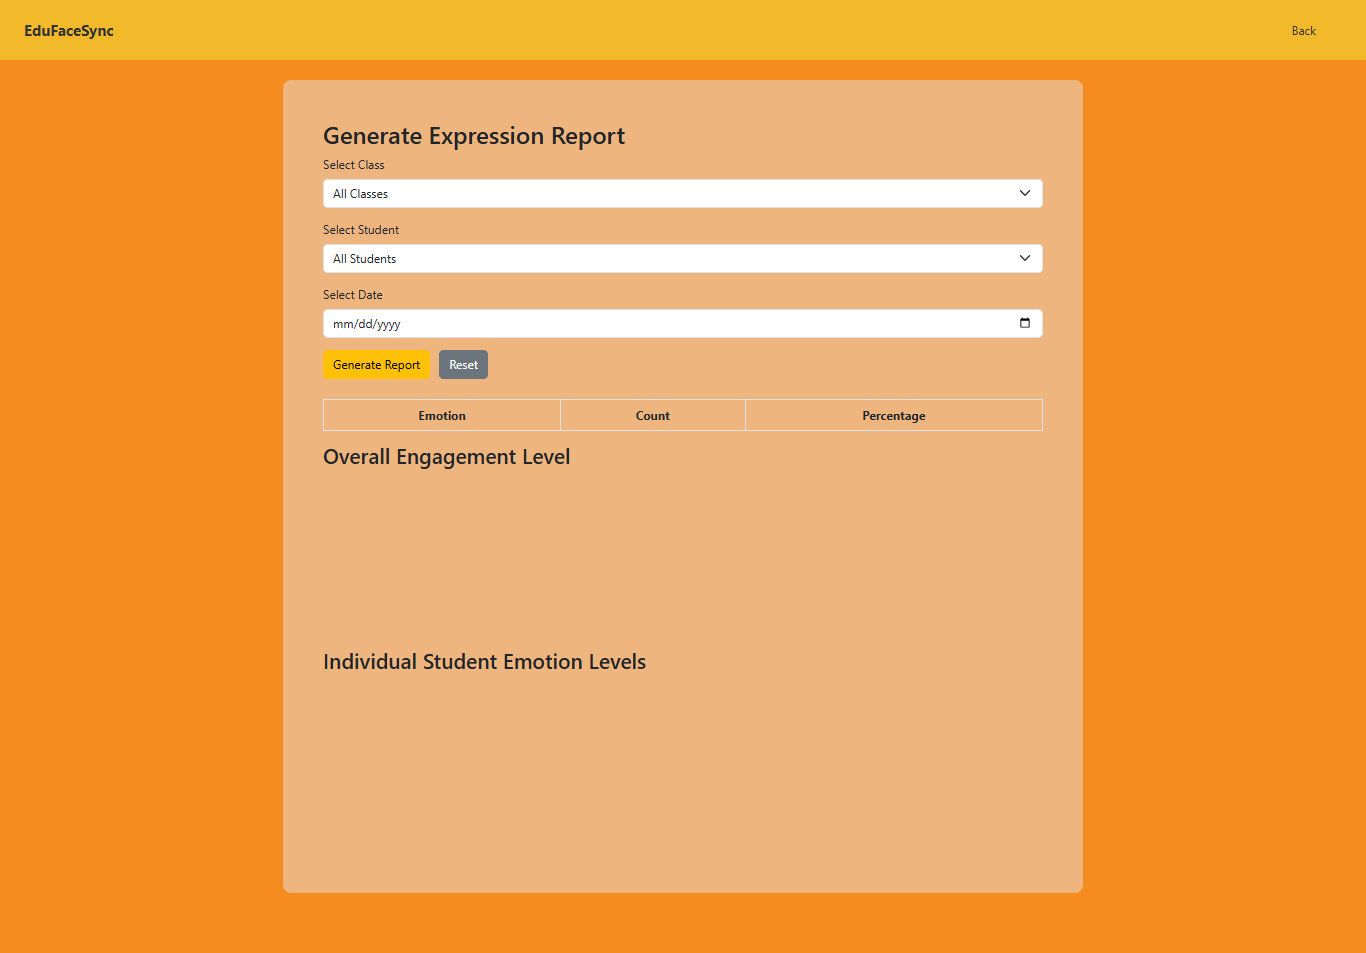 EduFaceSync Back
Generate Expression Report
Select Class
All Classes
Select Student
All Students
Select Date
mm/dd/yyyy
Generate Report Reset
Emotion Count Percentage
Overall Engagement Level
Individual Student Emotion Levels